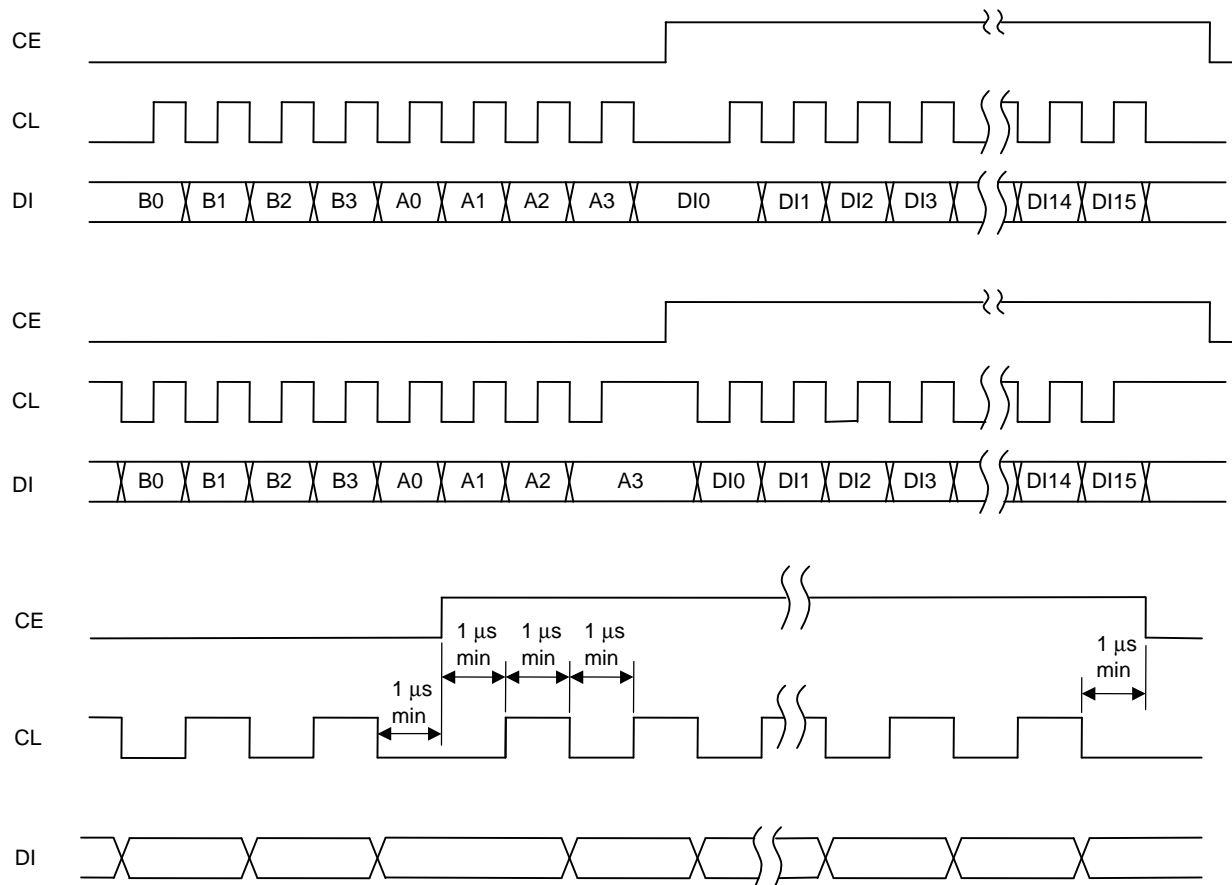 CE
CL
DI B0 B1 B2 B3 A0 A1 A2 A3 DI0 DI1 DI2 DI3 DI14 DI15
CE
CL
DI B0 B1 B2 B3 A0 A1 A2 A3 DI0 DI1 DI2 DI3 DI14 DI15
CE
1 μs 1 μs 1 μs 1 μs
min min min min
1 μs
min
CL
DI